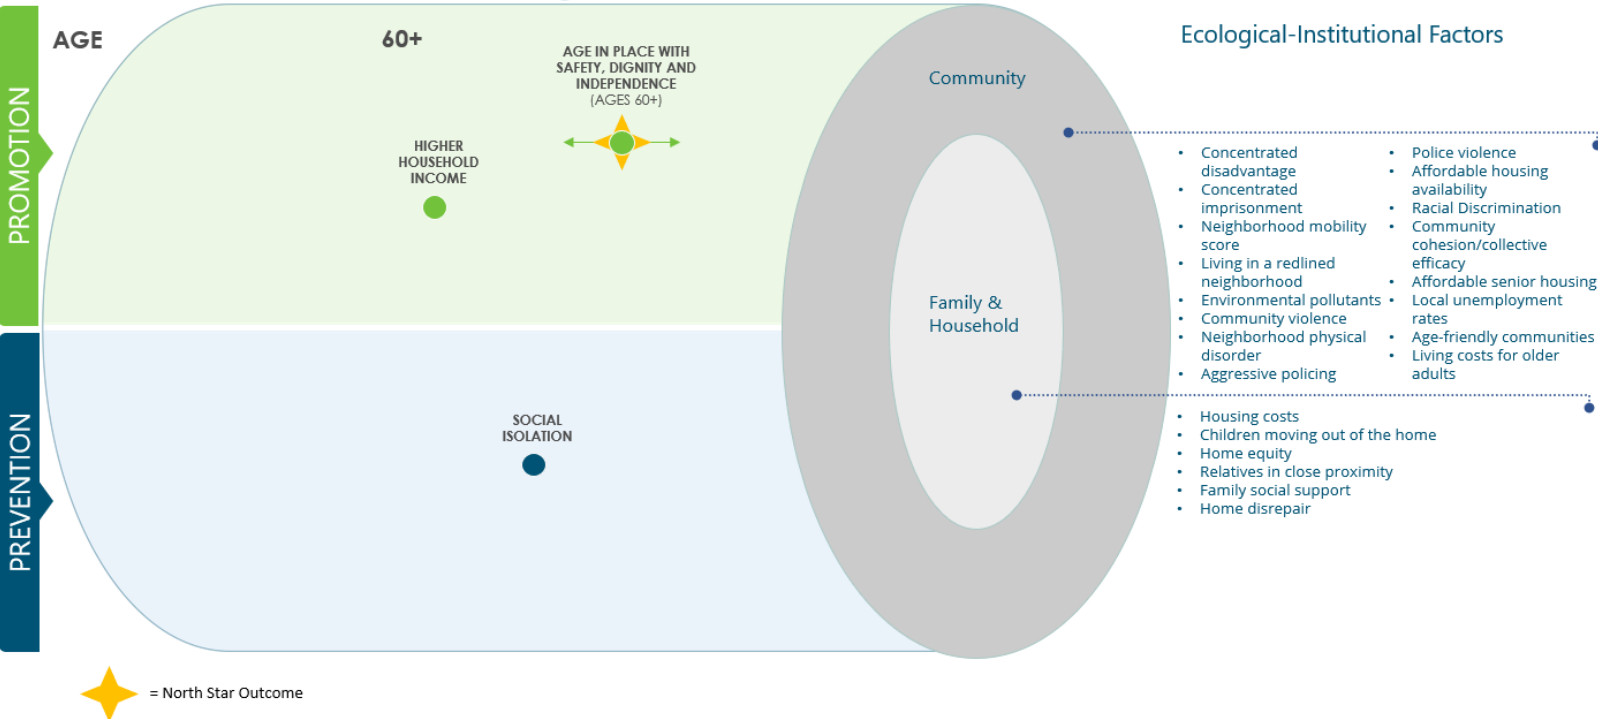 PROMOTION
PREVENTION
AGE
60+
AGE IN PLACE WITH
SAFETY, DIGNITY AND
INDEPENDENCE
(AGES 60+)
HIGHER
HOUSEHOLD
INCOME
SOCIAL
ISOLATION
Community
Family &
Household
Ecological-Institutional Factors
• Concentrated
disadvantage
• Concentrated
imprisonment
• Neighborhood mobility
score
• Living in a redlined
neighborhood
• Environmental pollutants
• Community violence
• Neighborhood physical
disorder
• Aggressive policing
• Police violence
• Affordable housing
availability
• Racial Discrimination
• Community
cohesion/collective
efficacy
• Affordable senior housing
• Local unemployment
rates
• Age-friendly communities
• Living costs for older
adults
• Housing costs
• Children moving out of the home
• Home equity
• Relatives in close proximity
• Family social support
• Home disrepair
= North Star Outcome